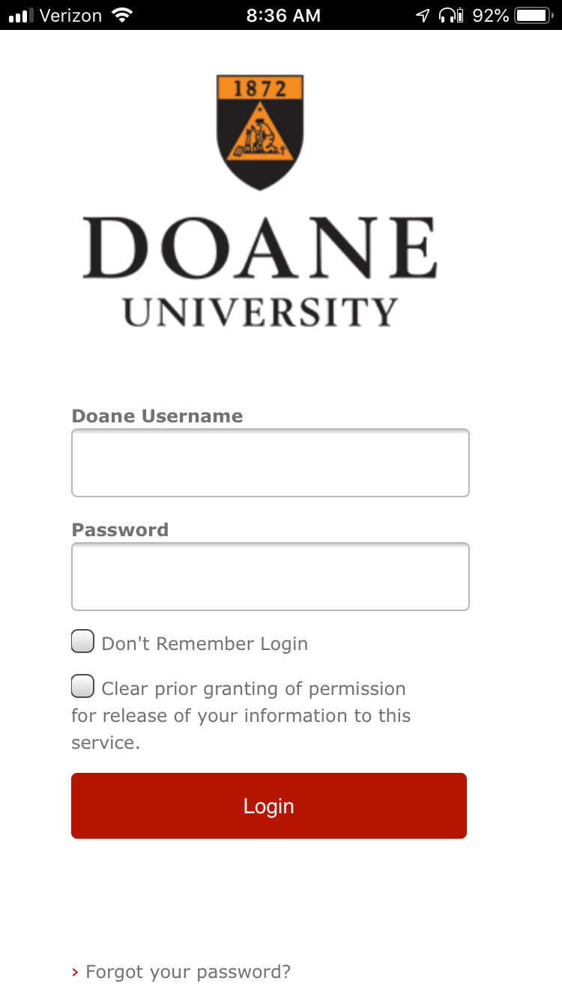 Verizon 8:36 AM 92%
1872
DOANE
UNIVERSITY
Doane Username
Password
Don't Remember Login
Clear prior granting of permission
for release of your information to this
service.
Login
› Forgot your password?